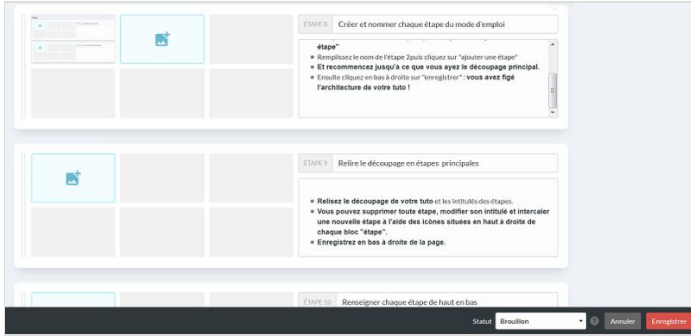 ÉTAPE 8 Créer et nommer chaque étape du mode d'emploi
étape"
Remplissez le nom de l'étape 2puis cliquez sur "ajouter une étape"
Et recommencez jusqu'à ce que vous ayez le découpage principal.
Ensuite cliquez en bas à droite sur "enregistrer" : vous avez figé
l'architecture de votre tuto !
ÉTAPE 9 Relire le découpage en étapes principales
Relisez le découpage de votre tuto et les intitulés des étapes.
Vous pouvez supprimer toute étape, modifier son intitulé et intercaler
une nouvelle étape à l'aide des icônes situées en haut à droite de
chaque bloc "étape".
Enregistrez en bas à droite de la page.
ÉTAPE 10 Renseigner chaque étape de haut en bas
Statut Brouillon ? Annuler Enregistrer